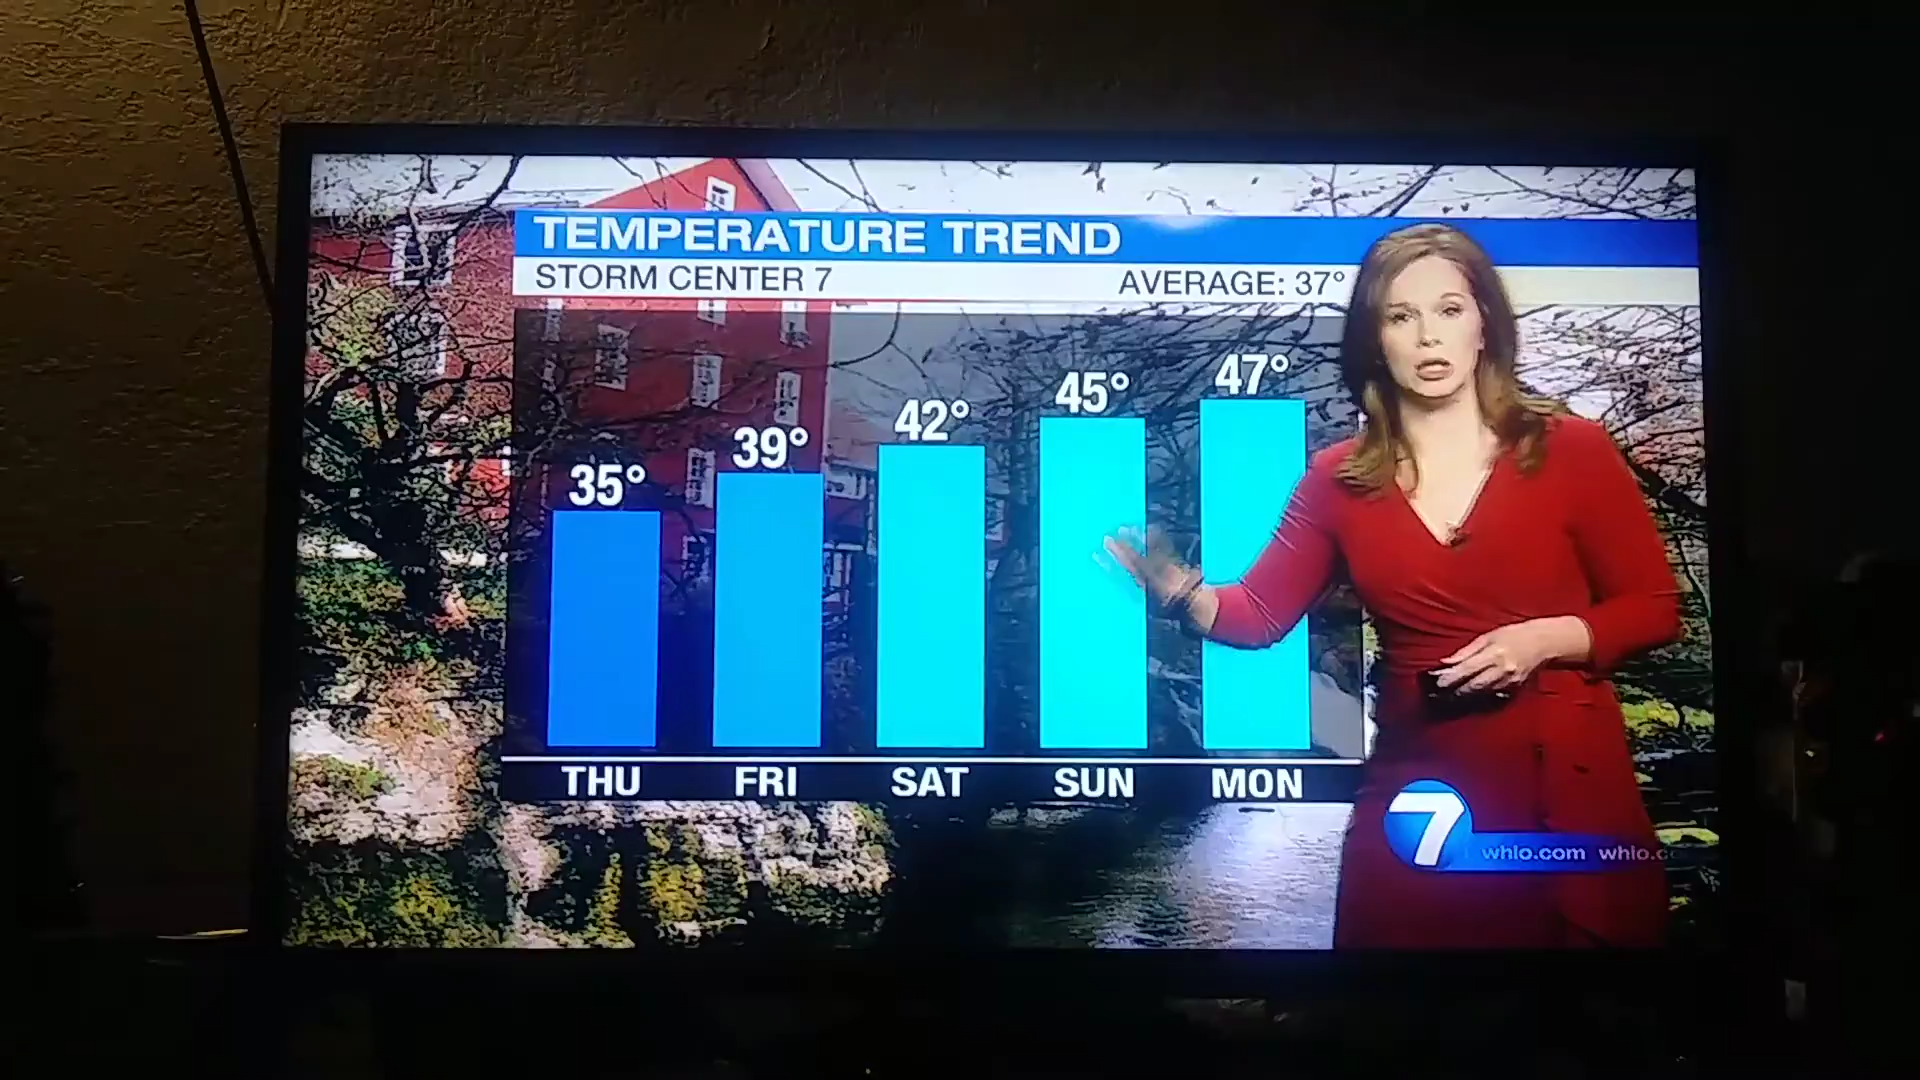 TEMPERATURE TREND
STORM CENTER 7 AVERAGE: 37°
35° 39° 42° 45° 47°
THU FRI SAT SUN MON
7 whio.com whio.c